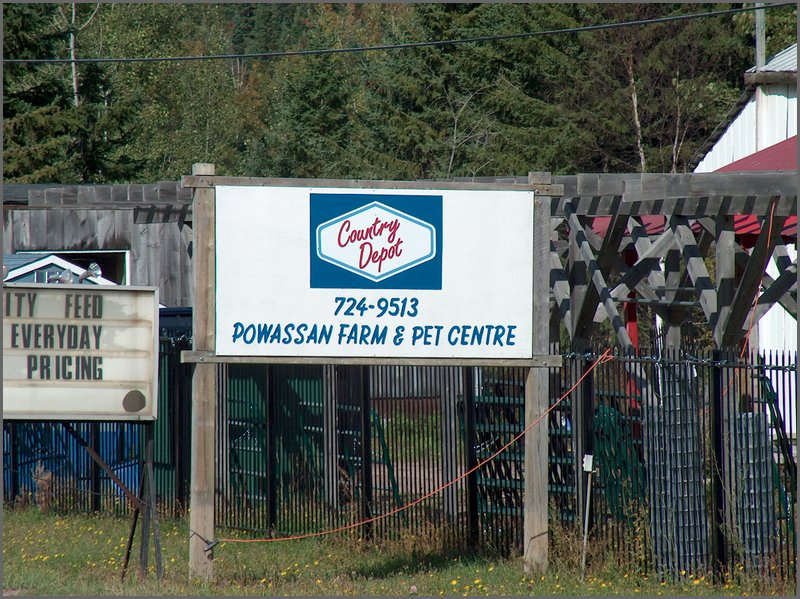 Country
Depot
724-9513
POWASSAN FARM & PET CENTRE
ITY FEED
EVERYDAY
PRICING